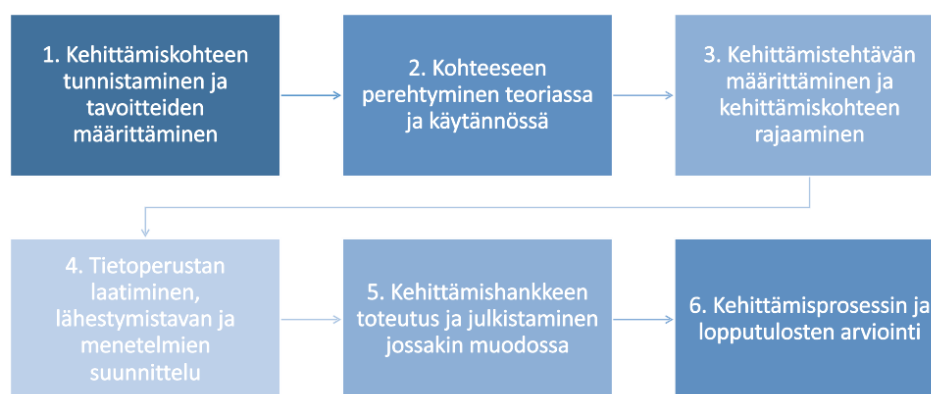 1. Kehittämiskohteen
tunnistaminen ja
tavoitteiden
määrittäminen
2. Kohteeseen
perehtyminen teoriassa
ja käytännössä
3. Kehittämistehtävän
määrittäminen ja
kehittämiskohteen
rajaaminen
4. Tietoperustan
laatiminen,
lähestymistavan ja
menetelmien
suunnittelu
5. Kehittämishankkeen
toteutus ja julkistaminen
jossakin muodossa
6. Kehittämisprosessin ja
lopputulosten arviointi